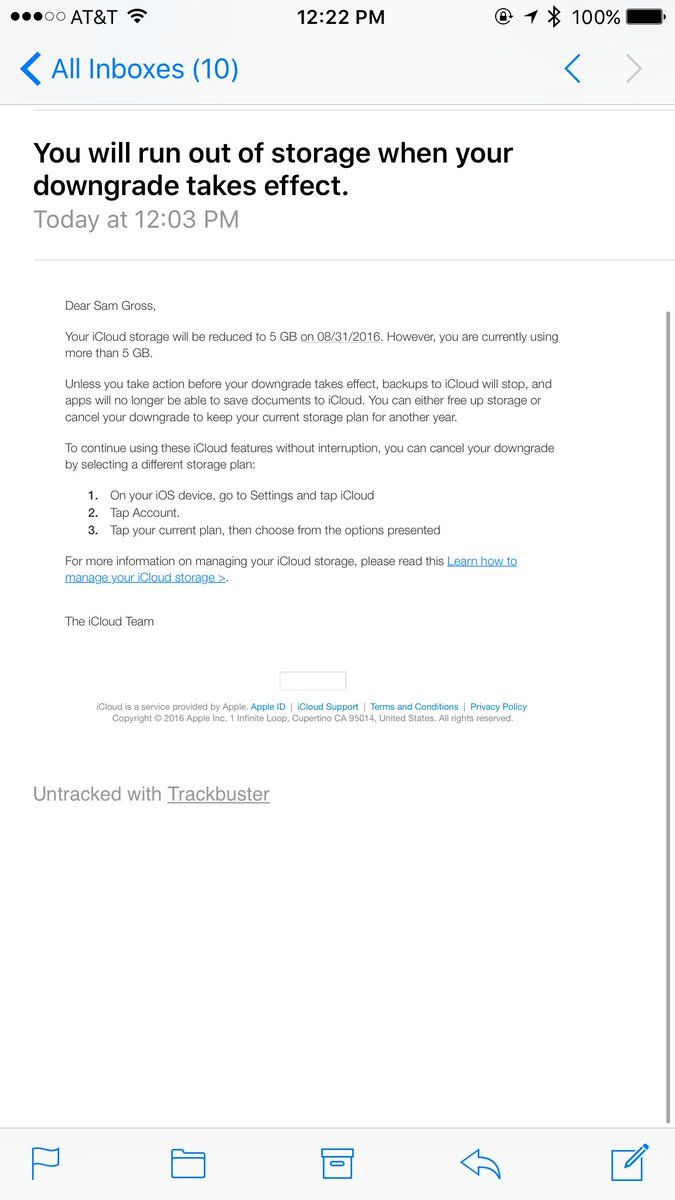 AT&T 12:22 PM 100%
All Inboxes (10)
You will run out of storage when your
downgrade takes effect.
Today at 12:03 PM
Dear Sam Gross,
Your iCloud storage will be reduced to 5 GB on 08/31/2016. However, you are currently using
more than 5 GB.
Unless you take action before your downgrade takes effect, backups to iCloud will stop, and
apps will no longer be able to save documents to iCloud. You can either free up storage or
cancel your downgrade to keep your current storage plan for another year.
To continue using these iCloud features without interruption, you can cancel your downgrade
by selecting a different storage plan:
1. On your iOS device, go to Settings and tap iCloud
2. Tap Account.
3. Tap your current plan, then choose from the options presented
For more information on managing your iCloud storage, please read this Learn how to
manage your iCloud storage >.
The iCloud Team
iCloud is a service provided by Apple. Apple ID | iCloud Support | Terms and Conditions | Privacy Policy
Copyright © 2016 Apple Inc. 1 Infinite Loop, Cupertino CA 95014, United States. All rights reserved.
Untracked with Trackbuster